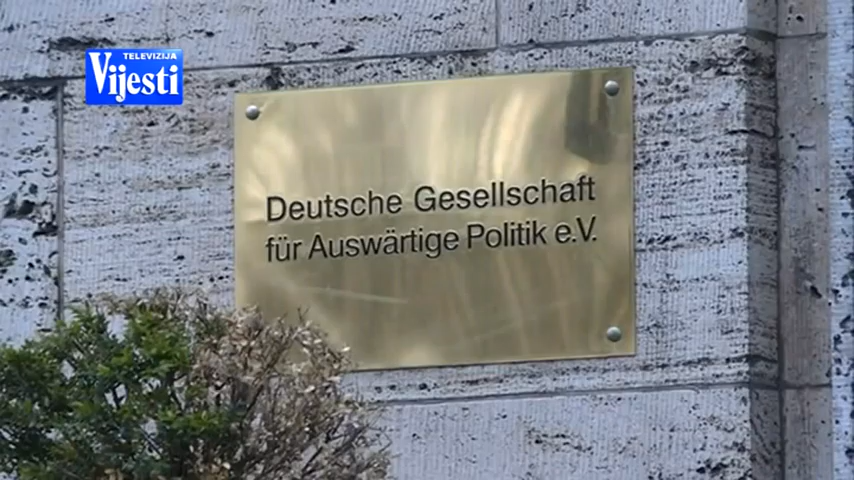 TELEVIZIJA
Vijesti
Deutsche Gesellschaft
für Auswärtige Politik e.V.